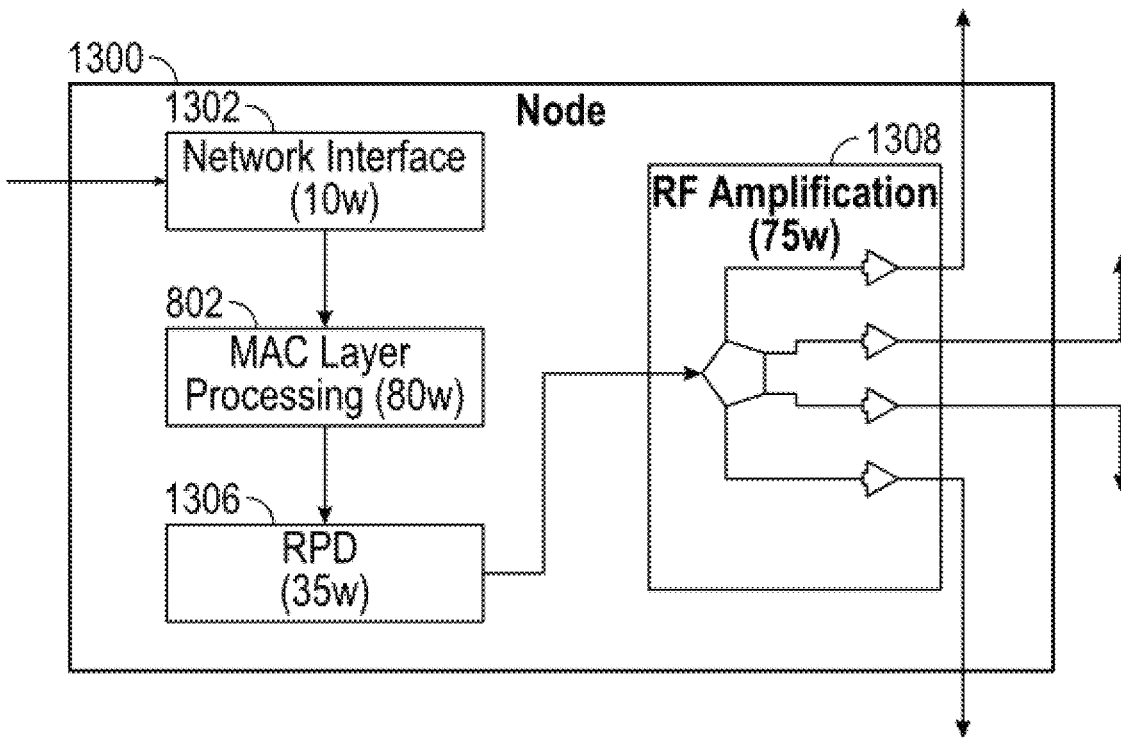 1300
Node
1302
Network Interface
(10w)
802
MAC Layer
Processing (80w)
1306
RPD
(35w)
1308
RF Amplification
(75w)